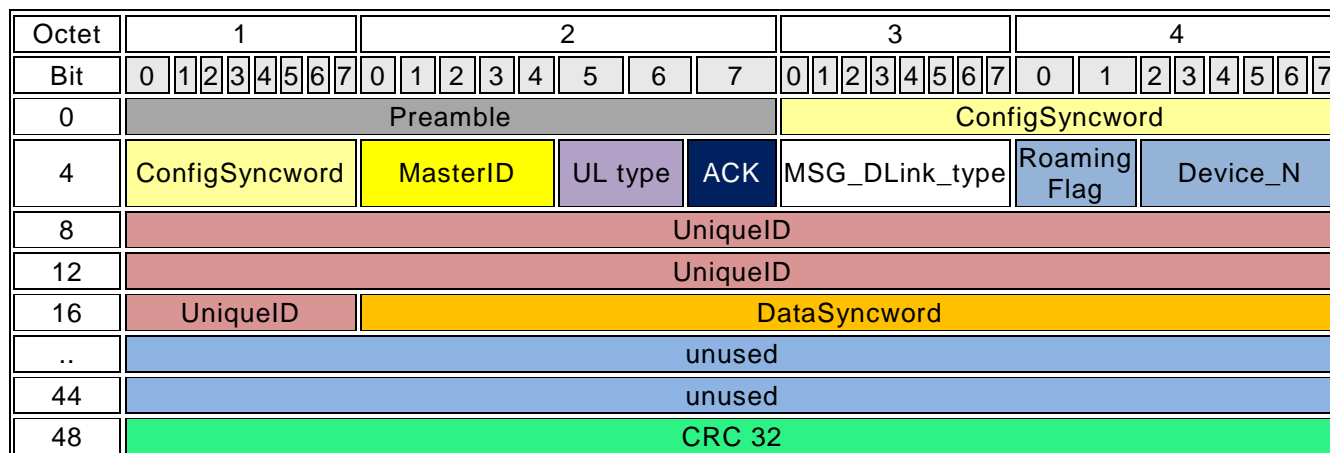 Octet 1 2 3 4
Bit 0 1 2 3 4 5 6 7 0 1 2 3 4 5 6 7 0 1 2 3 4 5 6 7 0 1 2 3 4 5 6 7
0 Preamble ConfigSyncword
4 ConfigSyncword MasterID UL type ACK MSG_DLink_type Roaming Flag Device_N
8 UniqueID
12 UniqueID
16 UniqueID DataSyncword
.. unused
44 unused
48 CRC 32